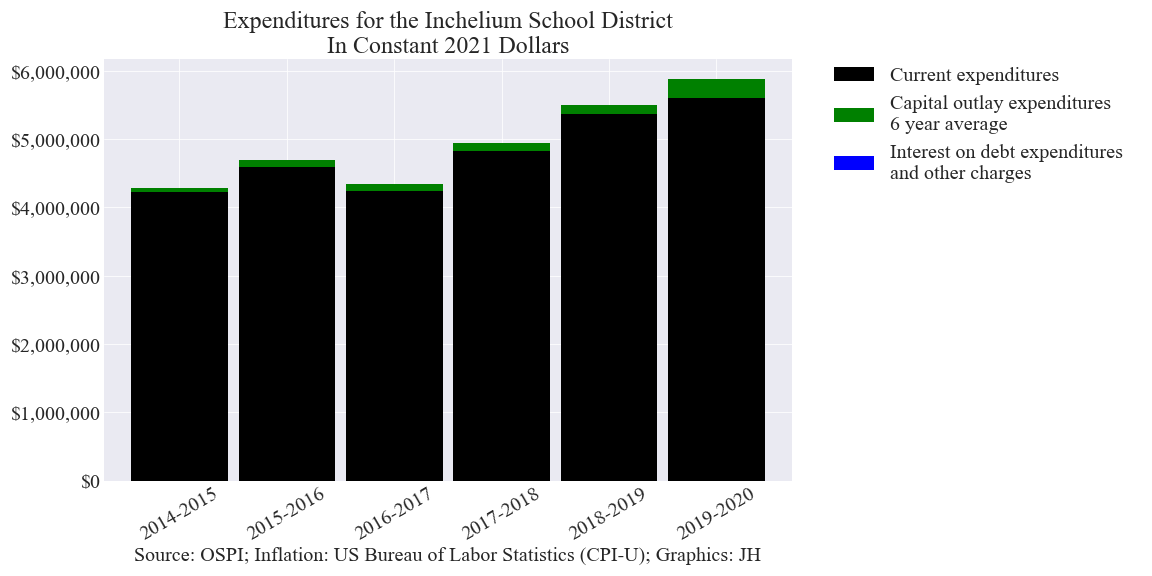 Expenditures for the Inchelium School District
In Constant 2021 Dollars
$6,000,000
$5,000,000
$4,000,000
$3,000,000
$2,000,000
$1,000,000
$0
2014-2015
2015-2016
2016-2017
2017-2018
2018-2019
2019-2020
Source: OSPI; Inflation: US Bureau of Labor Statistics (CPI-U); Graphics: JH
Current expenditures
Capital outlay expenditures
6 year average
Interest on debt expenditures
and other charges